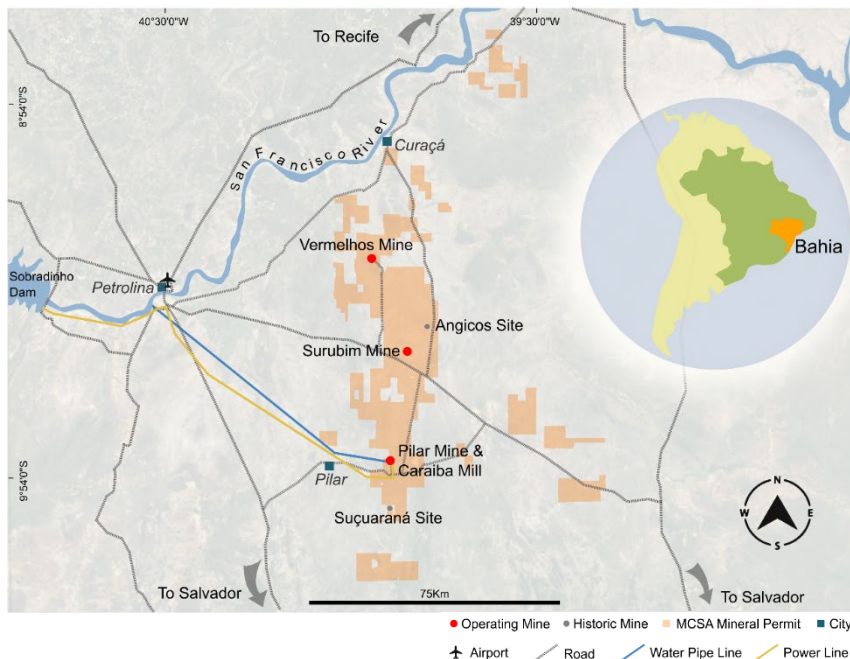 40°30'0"W
39°30'0"W
To Recife
8°54'0"S
San Francisco River
Curaçá
Bahia
Vermelhos Mine
Sobradinho
Dam
Petrolina
Angicos Site
Surubim Mine
Pilar Mine &
Caraiba Mill
Pilar
9°54'0"S
Suçuaraná Site
N
W
E
S
To Salvador
75Km
To Salvador
Operating Mine
Historic Mine
MCSA Mineral Permit
City
Airport
Road
Water Pipe Line
Power Line